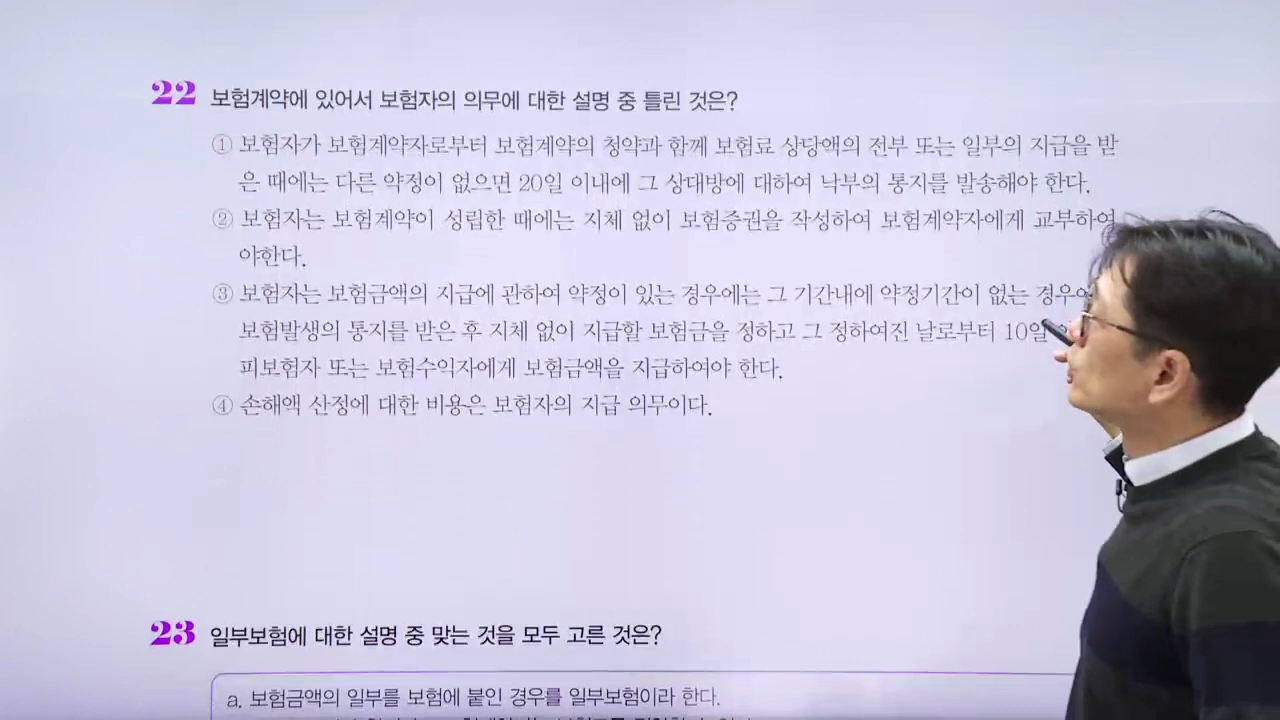 22 보험계약에 있어서 보험자의 의무에 대한 설명 중 틀린 것은?
① 보험자가 보험계약자로부터 보험계약의 청약과 함께 보험료 상당액의 전부 또는 일부의 지급을 받
은 때에는 다른 약정이 없으면 20일 이내에 그 상대방에 대하여 낙부의 통지를 발송해야 한다.
② 보험자는 보험계약이 성립한 때에는 지체 없이 보험증권을 작성하여 보험계약자에게 교부하여
야한다.
③ 보험자는 보험금액의 지급에 관하여 약정이 있는 경우에는 그 기간내에 약정기간이 없는
보험발생의 통지를 받은 후 지체 없이 지급할 보험금을 정하고 그 정하여진 날로부터 10일
피보험자 또는 보험수익자에게 보험금액을 지급하여야 한다.
④ 손해액 산정에 대한 비용은 보험자의 지급 의무이다.
23 일부보험에 대한 설명 중 맞는 것을 모두 고른 것은?
a. 보험금액의 일부를 보험에 붙인 경우를 일부보험이라 한다.